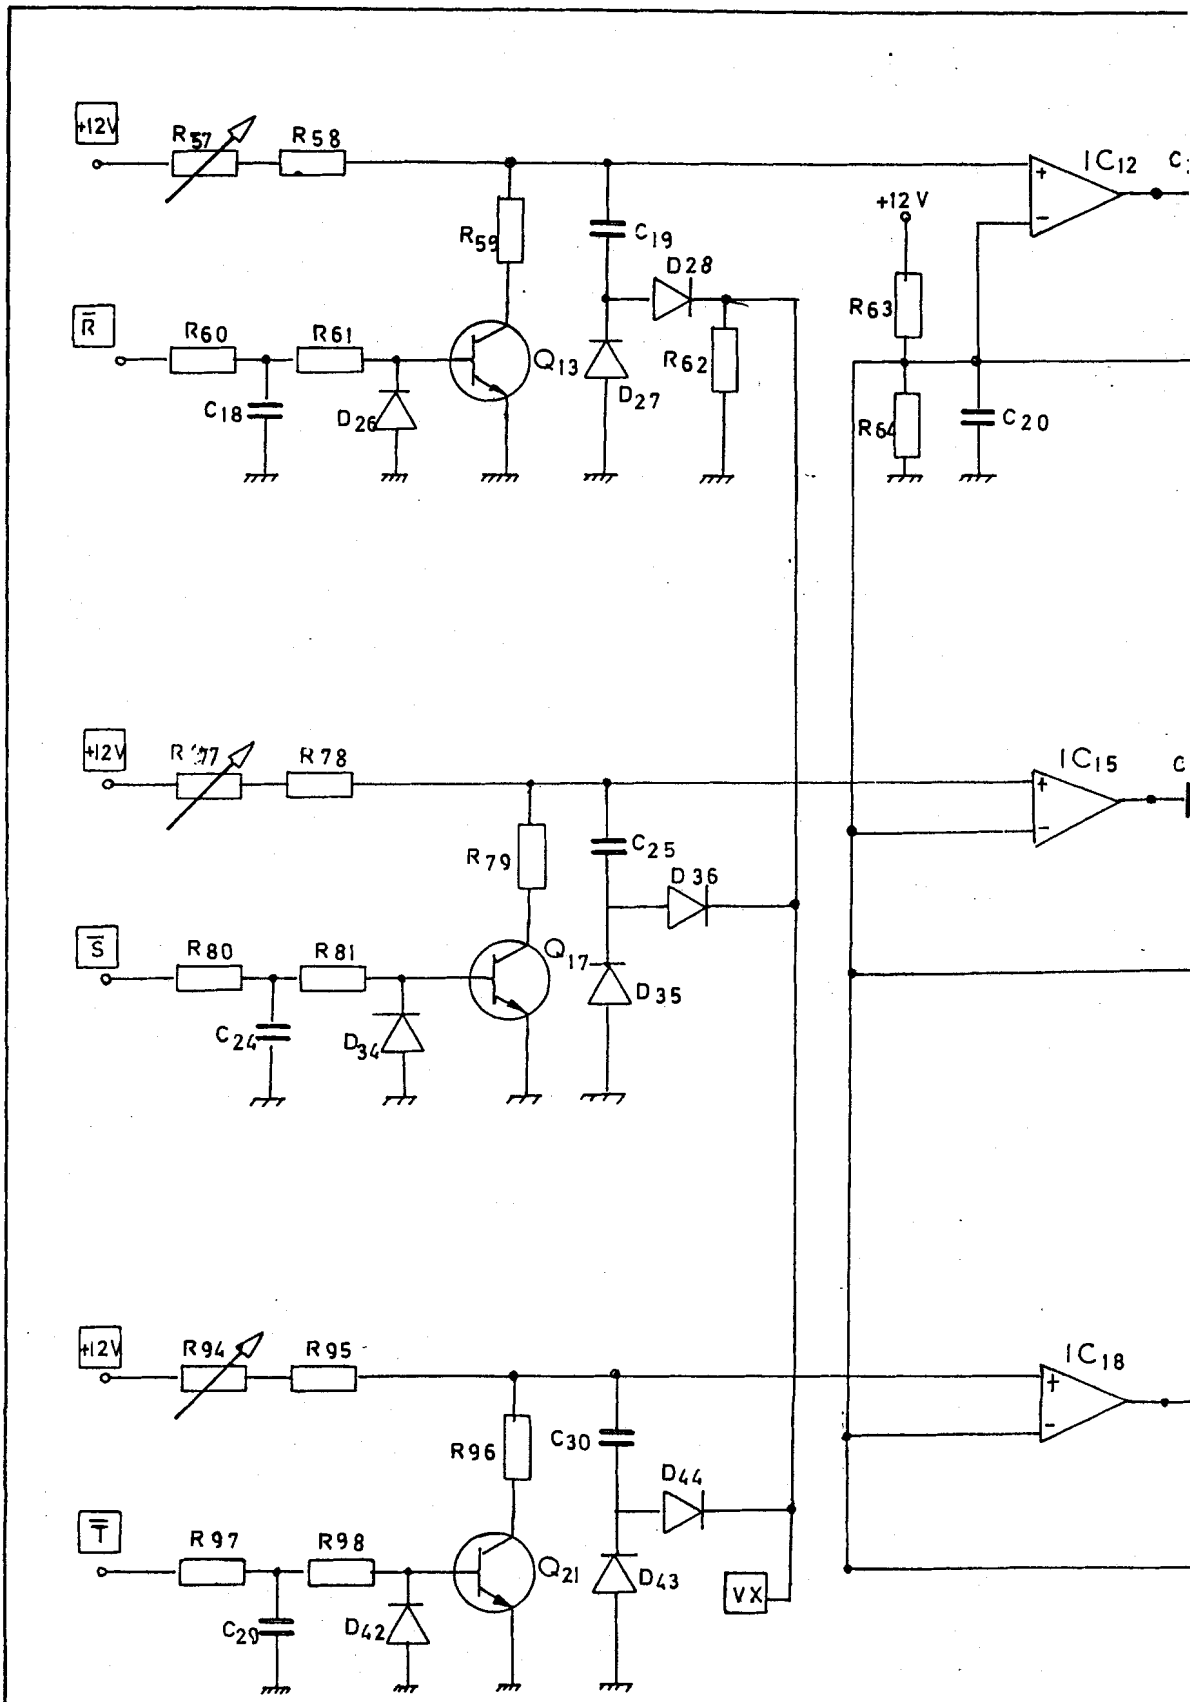 +12V
R57
R58
IC12
C
+12V
R59
C19
D28
R̅
R60
R61
Q13
R62
R63
C18
D26
D27
R64
C20
+12V
R77
R78
IC15
C
R79
C25
D36
S̅
R80
R81
Q17
D35
C24
D34
+12V
R94
R95
IC18
R96
C30
D44
T̅
R97
R98
Q21
D43
VX
C29
D42